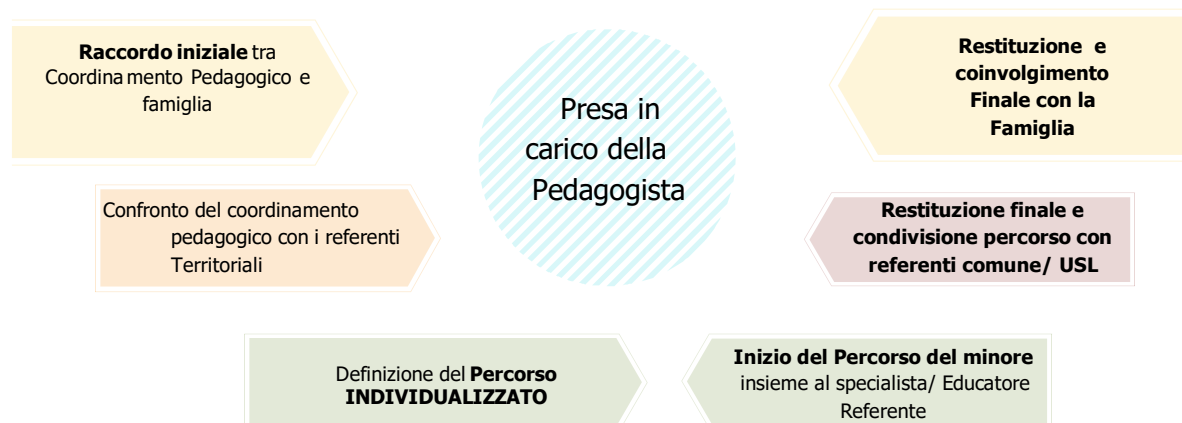 Raccordo iniziale tra
Coordinamento Pedagogico e
famiglia
Confronto del coordinamento
pedagogico con i referenti
Territoriali
Definizione del Percorso
INDIVIDUALIZZATO
Presa in
carico della
Pedagogista
Inizio del Percorso del minore
insieme al specialista/ Educatore
Referente
Restituzione finale e
condivisione percorso con
referenti comune/ USL
Restituzione e
coinvolgimento
Finale con la
Famiglia